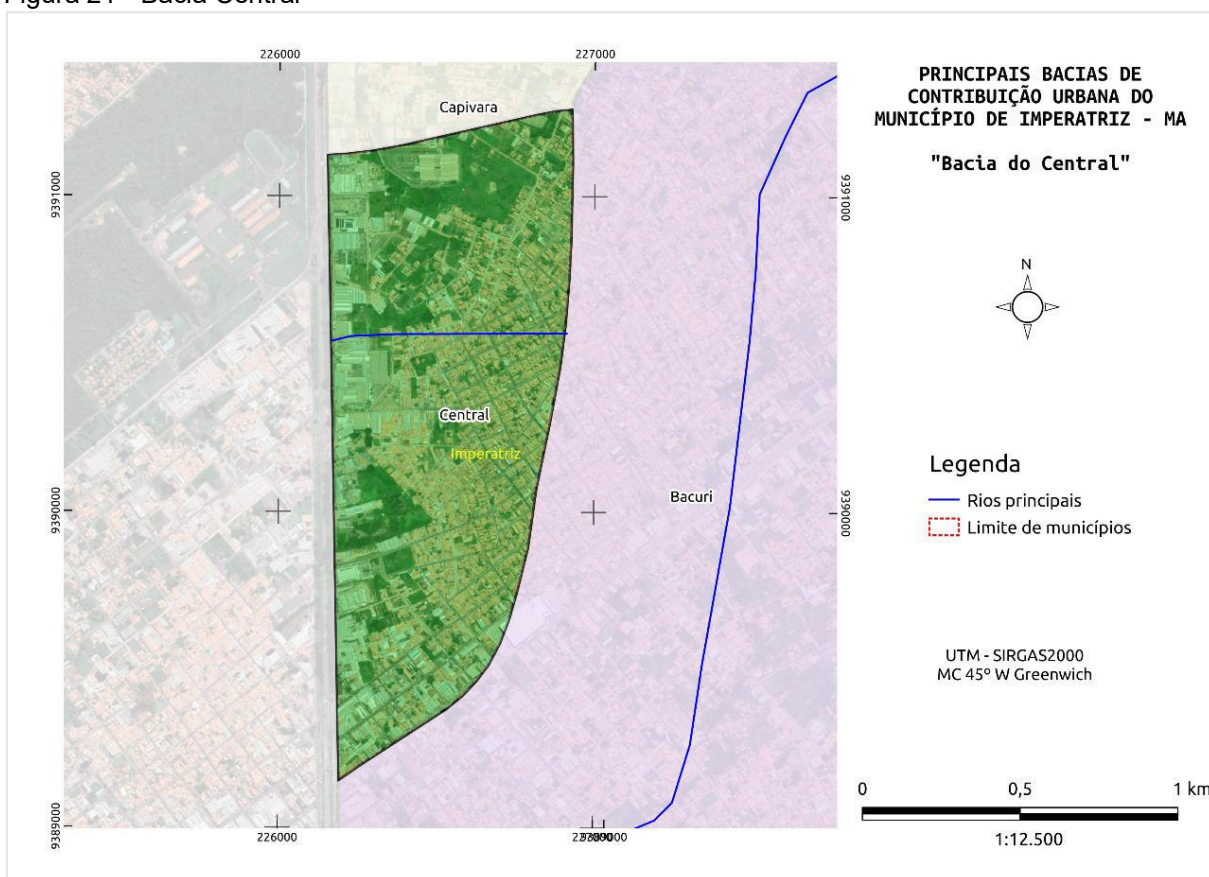 Figura 21 - Bacia Central
226000
227000
Capivara
9391000
9391000
Central
Imperatriz
Bacuri
9390000
9390000
9389000
226000
PRINCIPAIS BACIAS DE
CONTRIBUIÇÃO URBANA DO
MUNICÍPIO DE IMPERATRIZ - MA
"Bacia do Central"
N
Legenda
Rios principais
Limite de municípios
UTM - SIRGAS2000
MC 45º W Greenwich
0 0,5 1 km
1:12.500